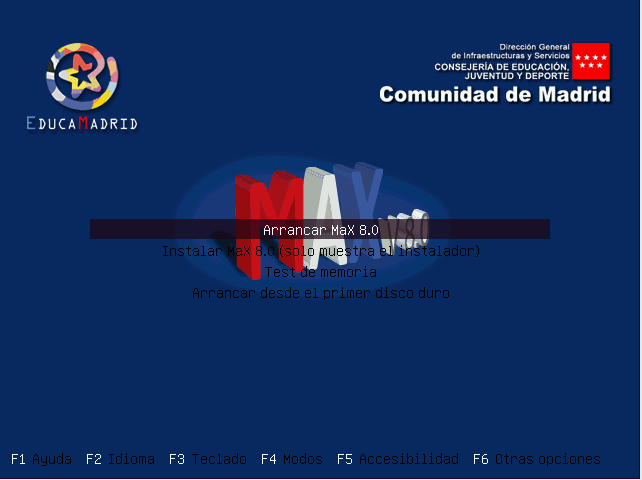 Dirección General
de Infraestructuras y Servicios
CONSEJERÍA DE EDUCACIÓN,
JUVENTUD Y DEPORTE
Comunidad de Madrid
EDUCAMADRID
MAX v-8.0
Arrancar MaX 8.0
Instalar MaX 8.0 (solo muestra el instalador)
Test de memoria
Arrancar desde el primer disco duro
F1 Ayuda F2 Idioma F3 Teclado F4 Modos F5 Accesibilidad F6 Otras opciones